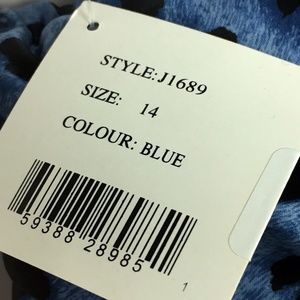 STYLE: J1689
SIZE: 14
COLOUR: BLUE
59388 28985
1